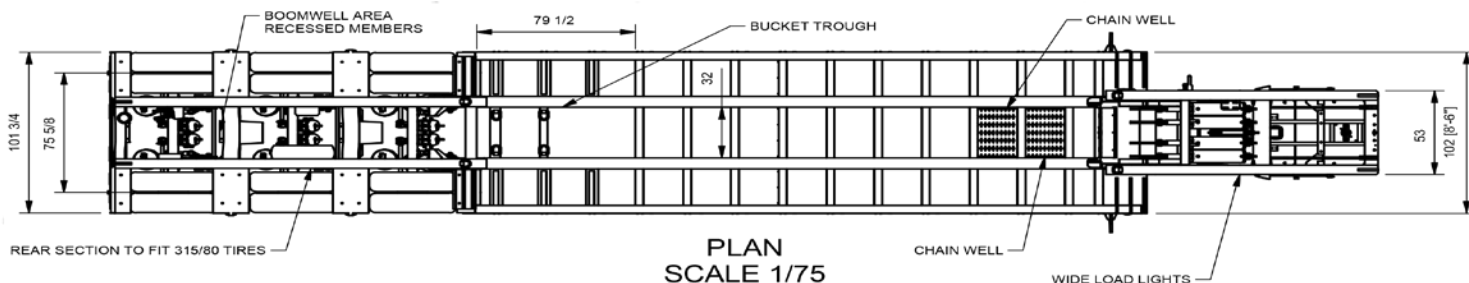 BOOMWELL AREA
RECESSED MEMBERS
79 1/2
BUCKET TROUGH
CHAIN WELL
32
101 3/4
75 5/8
53
102 [8'-6"]
REAR SECTION TO FIT 315/80 TIRES
PLAN
SCALE 1/75
CHAIN WELL
WIDE LOAD LIGHTS